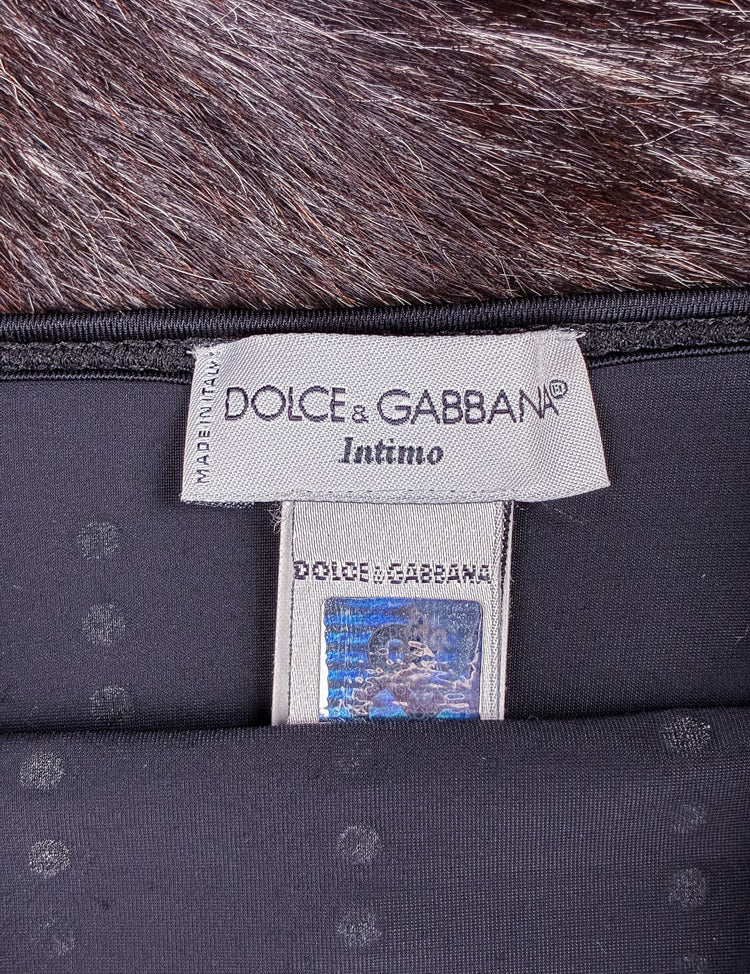 MADE IN ITALY
DOLCE & GABBANA
Intimo
DOLCE & GABBANA